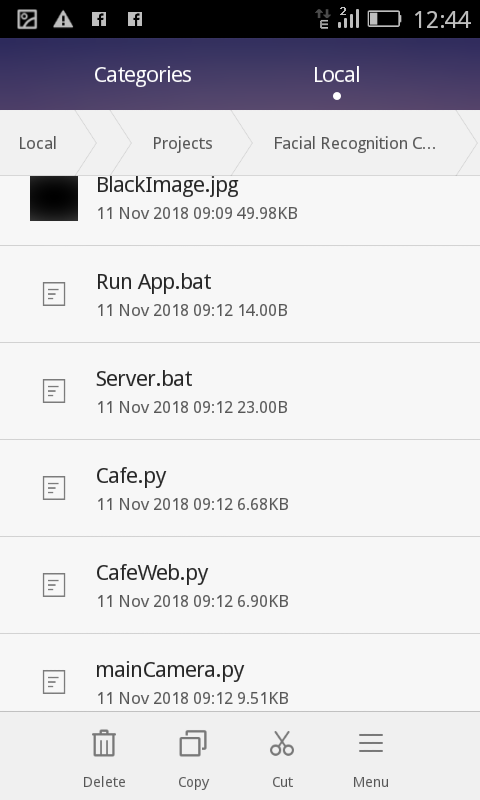 2
E
12:44
Categories
Local
Local
Projects
Facial Recognition C...
BlackImage.jpg
11 Nov 2018 09:09 49.98KB
Run App.bat
11 Nov 2018 09:12 14.00B
Server.bat
11 Nov 2018 09:12 23.00B
Cafe.py
11 Nov 2018 09:12 6.68KB
CafeWeb.py
11 Nov 2018 09:12 6.90KB
mainCamera.py
11 Nov 2018 09:12 9.51KB
Delete
Copy
Cut
Menu